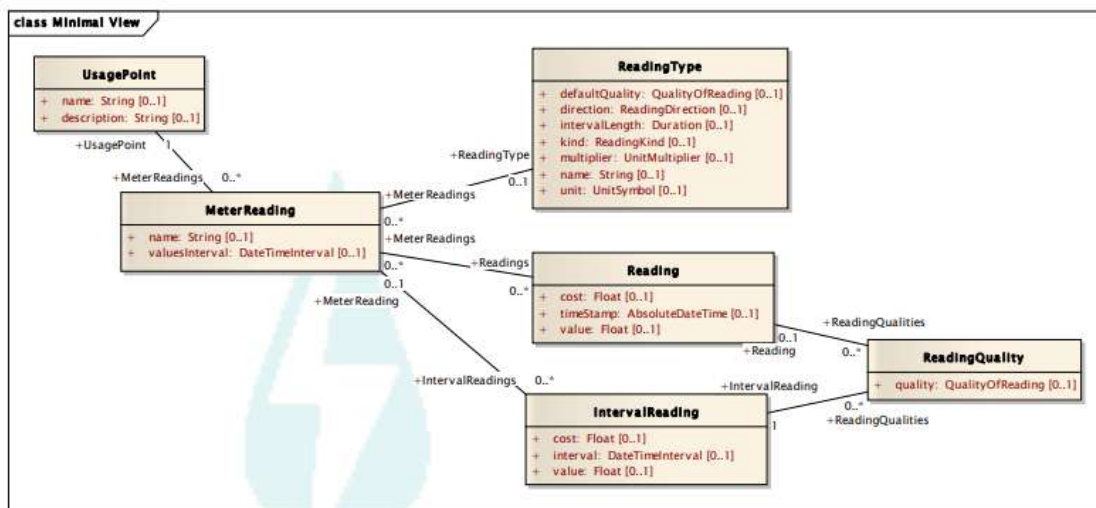 class Minimal View
UsagePoint
+ name: String [0..1]
+ description: String [0..1]
+UsagePoint 1
+MeterReadings 0..*
ReadingType
+ defaultQuality: QualityOfReading [0..1]
+ direction: ReadingDirection [0..1]
+ intervalLength: Duration [0..1]
+ kind: ReadingKind [0..1]
+ multiplier: UnitMultiplier [0..1]
+ name: String [0..1]
+ unit: UnitSymbol [0..1]
+ReadingType
0..1
+MeterReadings
0..*
MeterReading
+ name: String [0..1]
+ valuesInterval: DateTimeInterval [0..1]
+MeterReadings
0..*
+Readings
0..*
0..1
+MeterReading
Reading
+ cost: Float [0..1]
+ timeStamp: AbsoluteDateTime [0..1]
+ value: Float [0..1]
0..1
+Reading
+ReadingQualities
0..*
ReadingQuality
+ quality: QualityOfReading [0..1]
+IntervalReadings 0..*
IntervalReading
+ cost: Float [0..1]
+ interval: DateTimeInterval [0..1]
+ value: Float [0..1]
+IntervalReading
1
0..*
+ReadingQualities